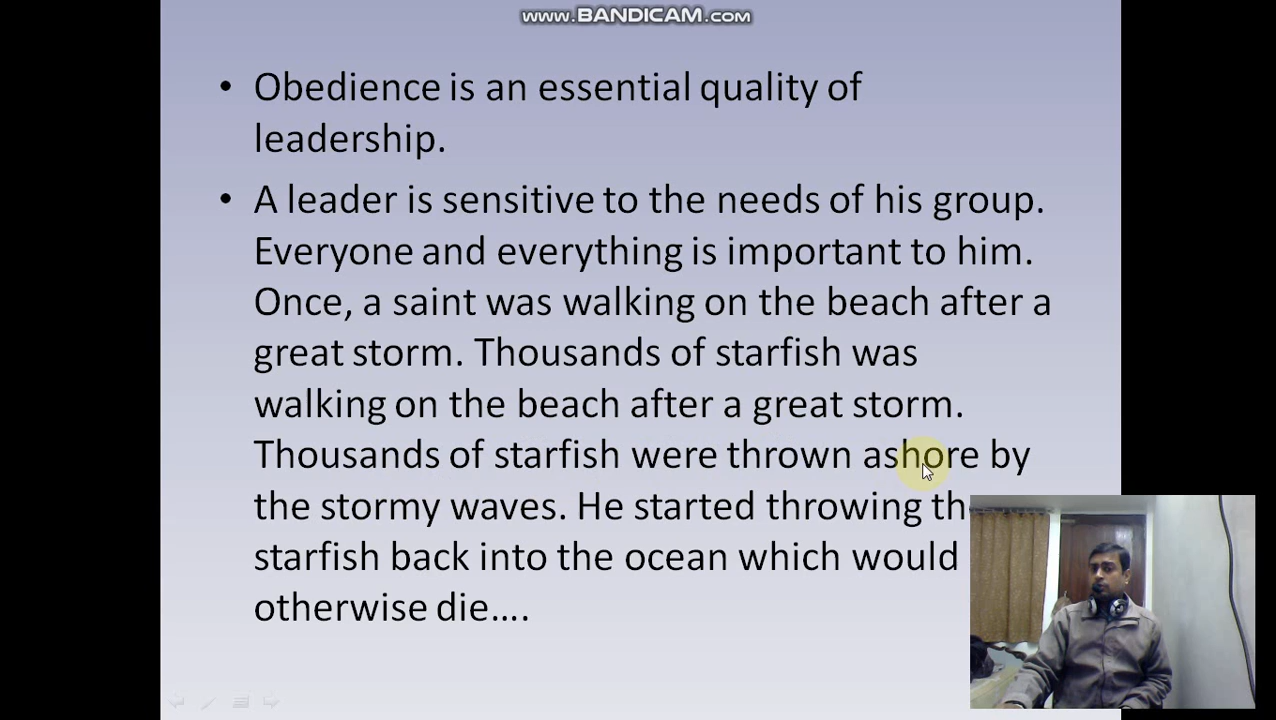 www.BANDICAM.com
• Obedience is an essential quality of
leadership.
• A leader is sensitive to the needs of his group.
Everyone and everything is important to him.
Once, a saint was walking on the beach after a
great storm. Thousands of starfish was
walking on the beach after a great storm.
Thousands of starfish were thrown ashore by
the stormy waves. He started throwing
starfish back into the ocean which would
otherwise die….